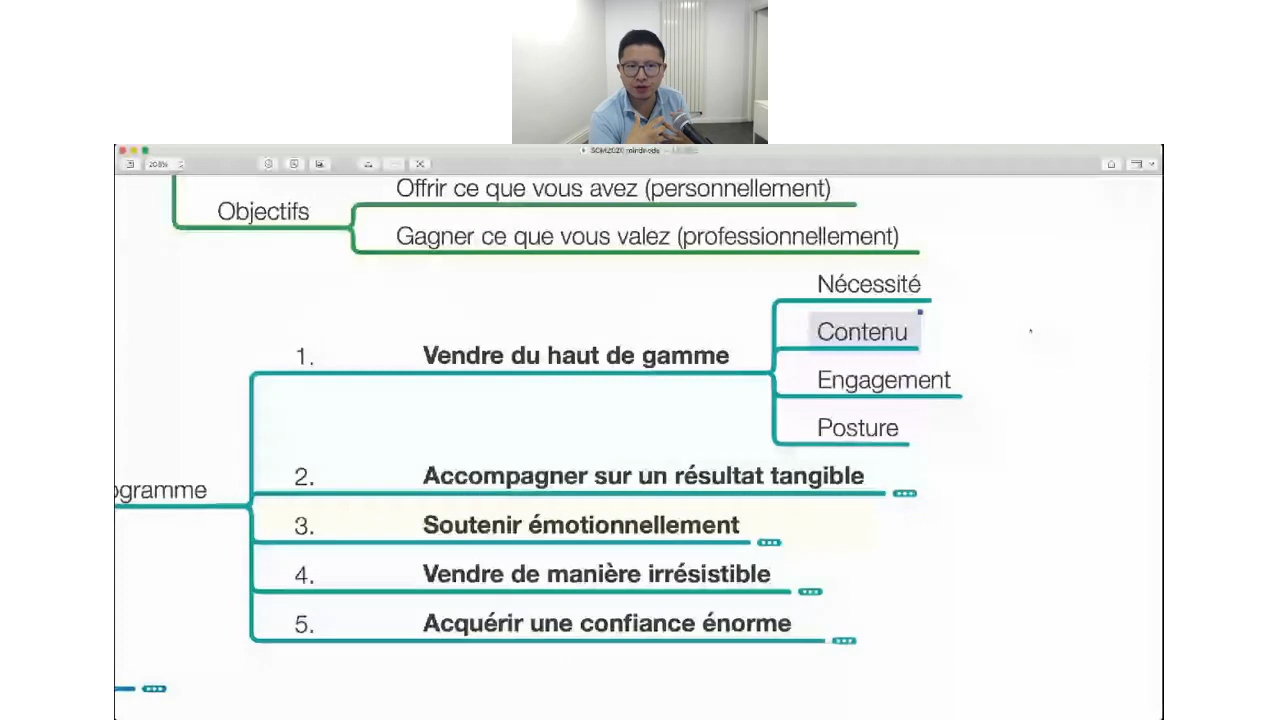 208%
Offrir ce que vous avez (personnellement)
Objectifs
Gagner ce que vous valez (professionnellement)
Nécessité
Contenu
1. Vendre du haut de gamme
Engagement
Posture
2. Accompagner sur un résultat tangible
ogramme
3. Soutenir émotionnellement
4. Vendre de manière irrésistible
5. Acquérir une confiance énorme